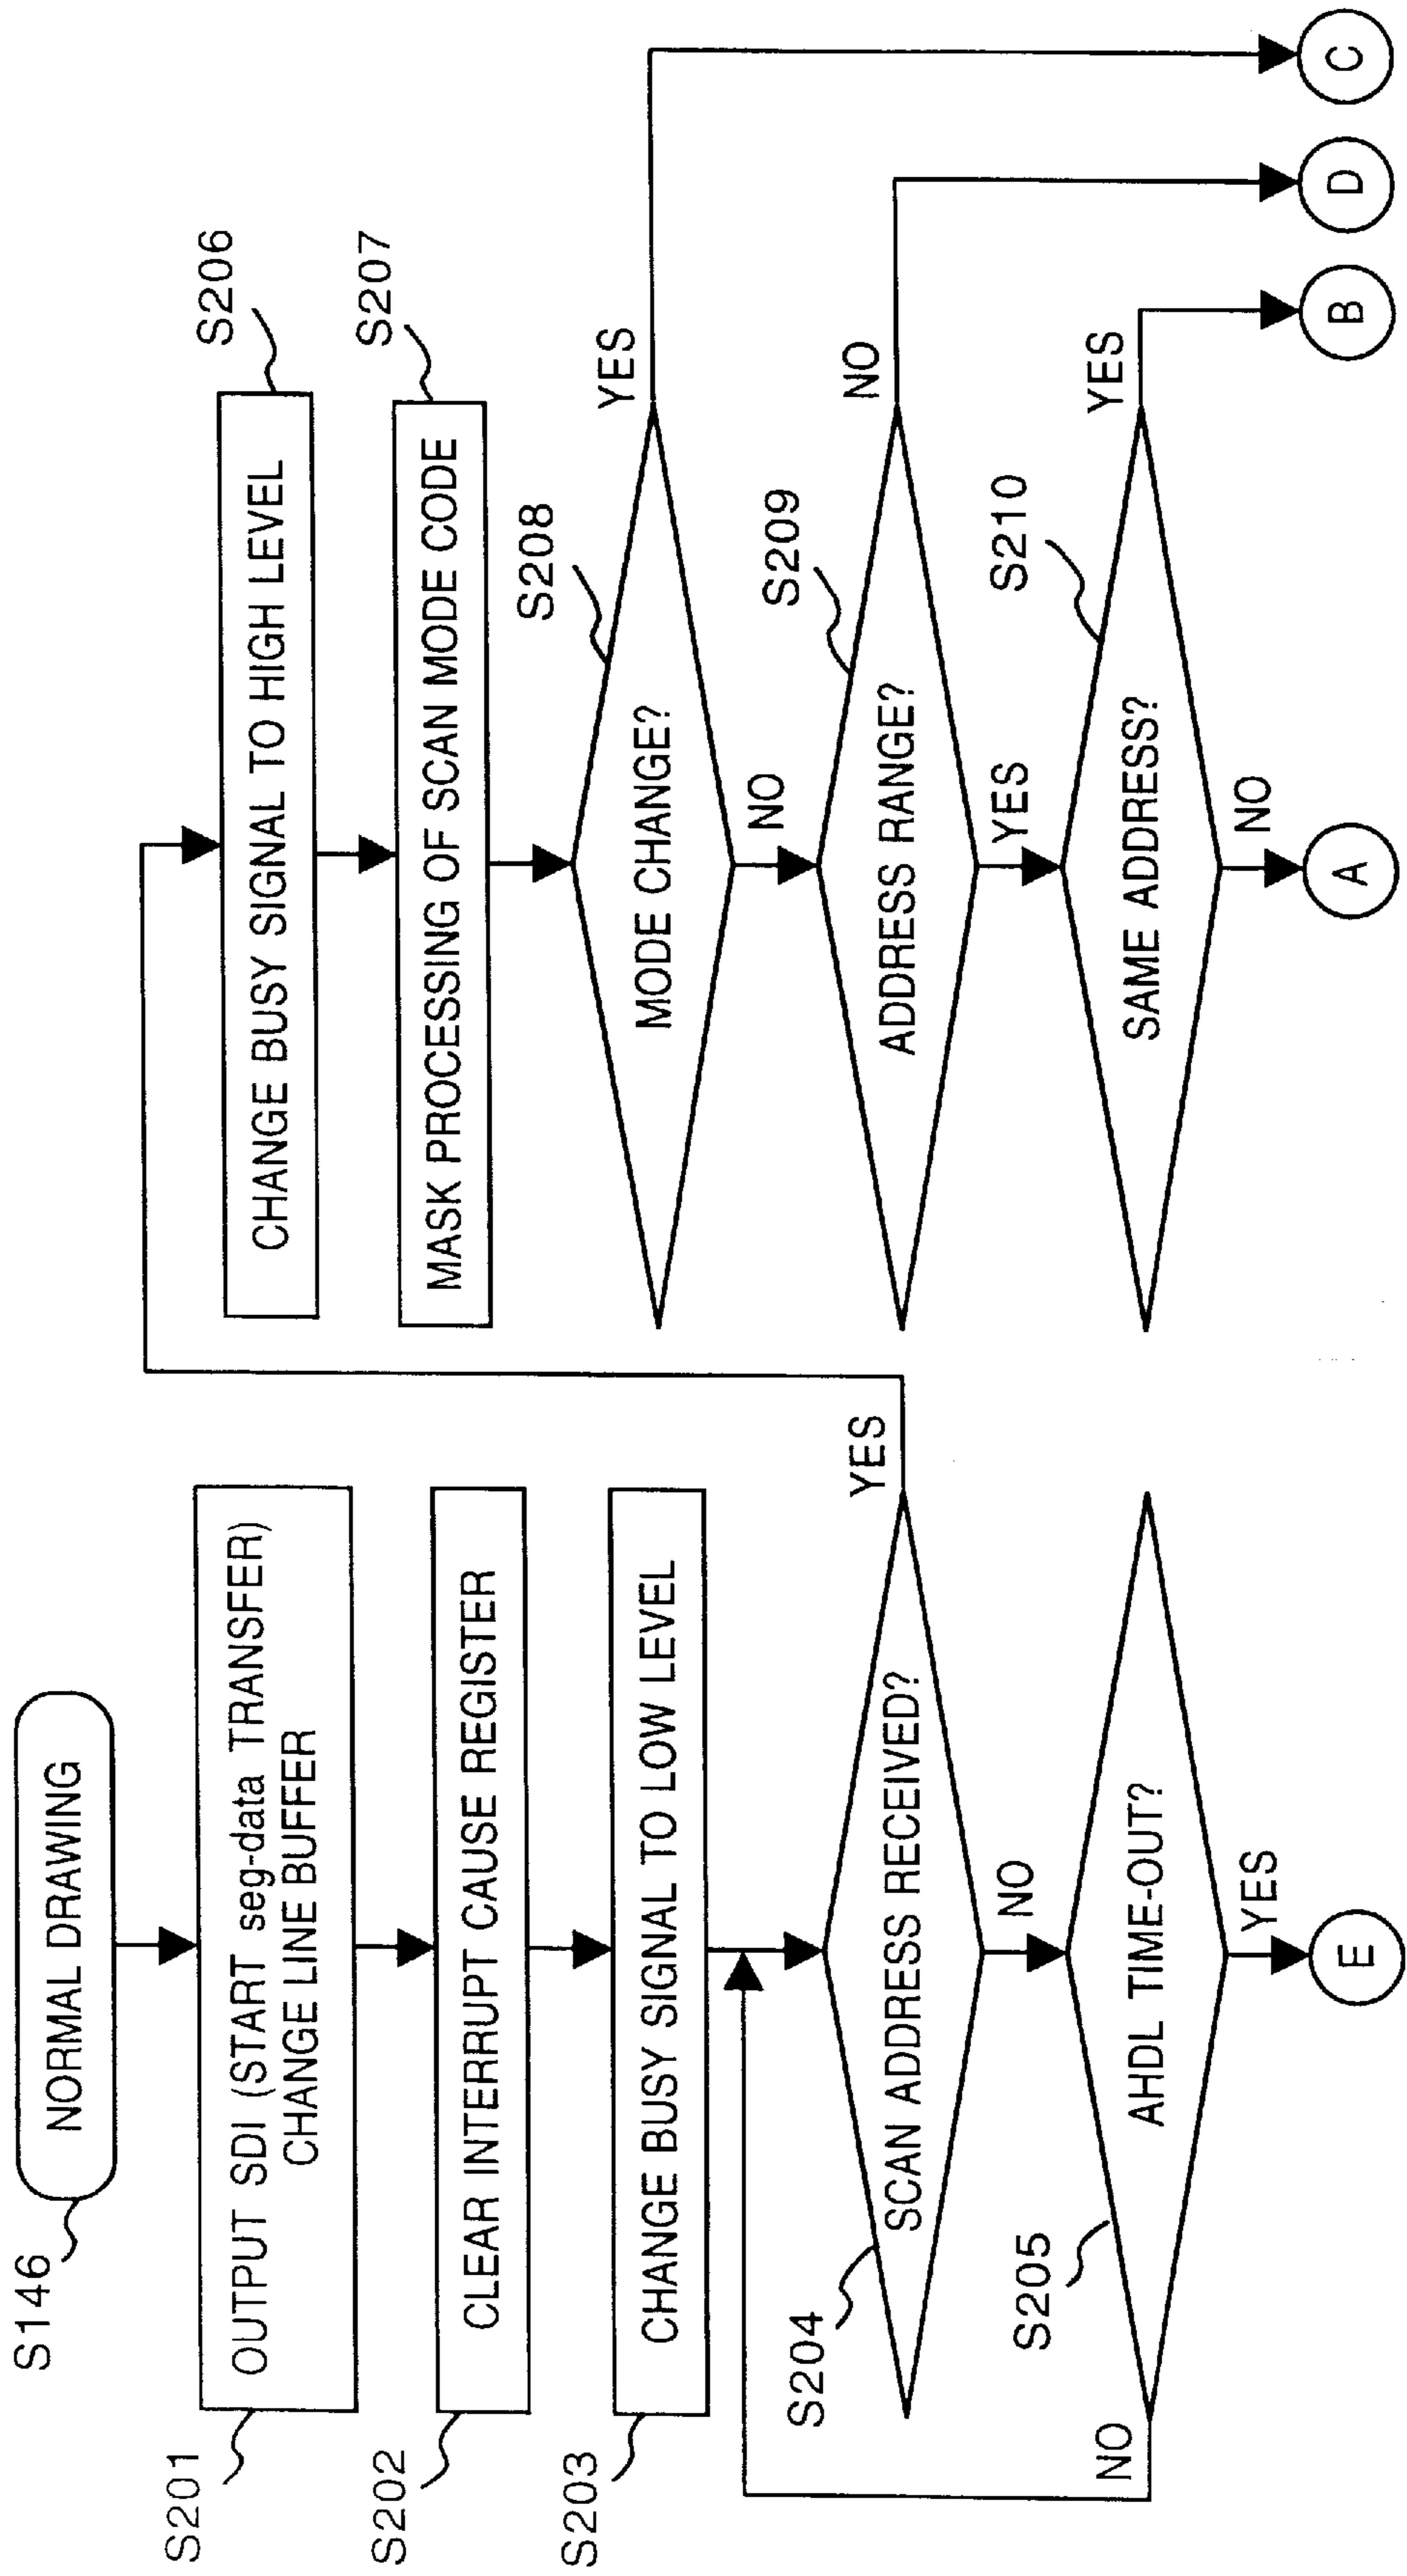 S146
NORMAL DRAWING
S201
OUTPUT SDI (START seg-data TRANSFER)
CHANGE LINE BUFFER
S202
CLEAR INTERRUPT CAUSE REGISTER
S203
CHANGE BUSY SIGNAL TO LOW LEVEL
S204
SCAN ADDRESS RECEIVED?
YES
NO
S205
AHDL TIME-OUT?
NO
YES
E
S206
CHANGE BUSY SIGNAL TO HIGH LEVEL
S207
MASK PROCESSING OF SCAN MODE CODE
S208
MODE CHANGE?
YES
NO
S209
ADDRESS RANGE?
NO
YES
S210
SAME ADDRESS?
YES
NO
A
B
D
C